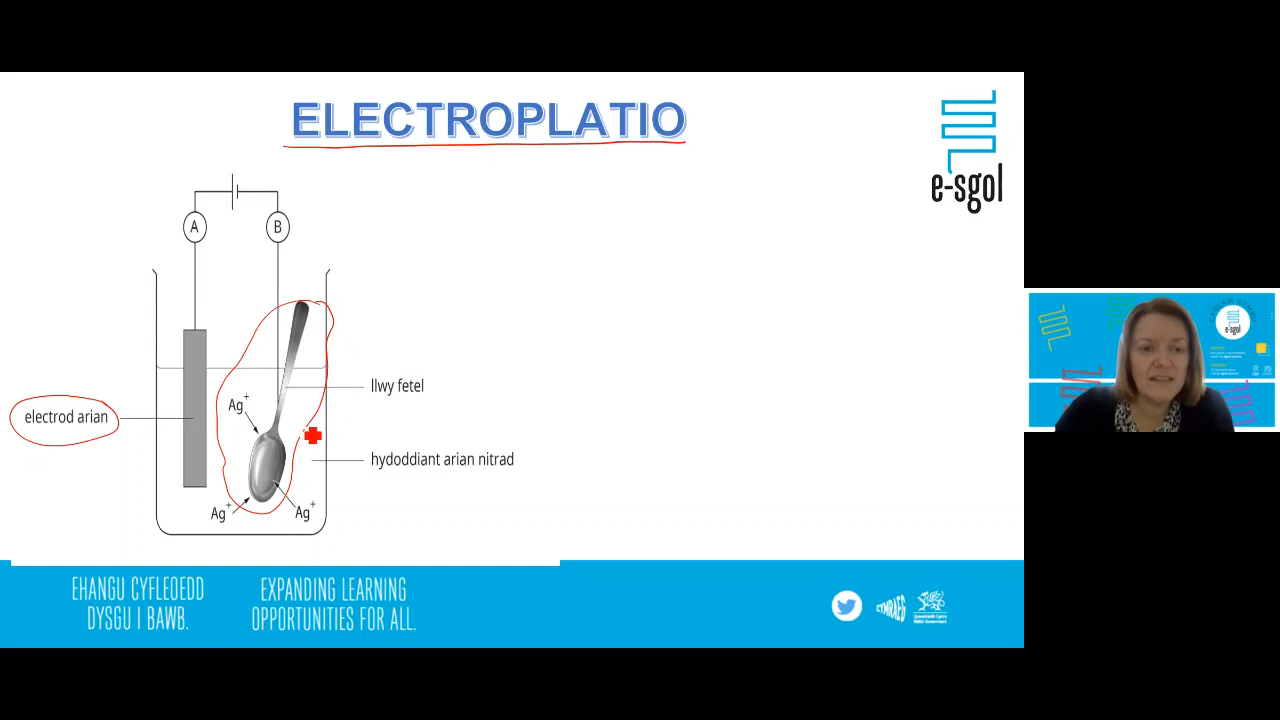 ELECTROPLATIO
e-sgol
A
B
llwy fetel
Ag+
electrod arian
hydoddiant arian nitrad
Ag+
Ag+
EHANGU CYFLEOEDD
DYSGU I BAWB.
EXPANDING LEARNING
OPPORTUNITIES FOR ALL.
CYMRAEG
e-sgol